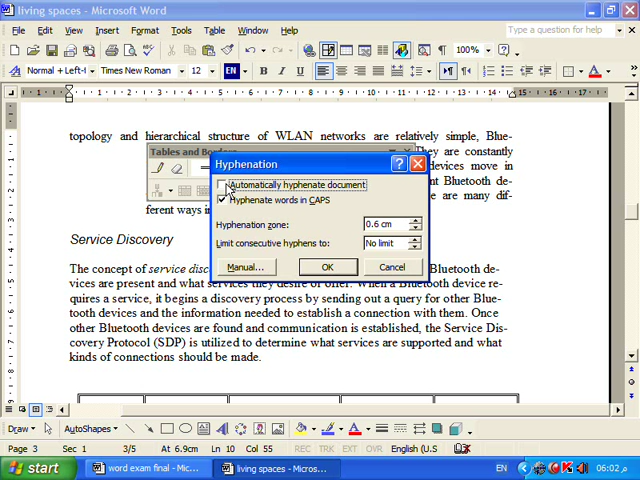 living spaces - Microsoft Word
File Edit View Insert Format Tools Table Window Help
Type a question for help
100%
Normal + Left-I Times New Roman 12 EN B I U
topology and hierarchical structure of WLAN networks are relatively simple, Blue-
Tables and Borders
They are constantly
devices move in
nt Bluetooth de-
e are many dif-
ferent ways in
Hyphenation
Automatically hyphenate document
Hyphenate words in CAPS
Hyphenation zone: 0.6 cm
Limit consecutive hyphens to: No limit
Manual... OK Cancel
Service Discovery
The concept of service disc
Bluetooth de-
vices are present and what services they desire of offer. When a Bluetooth device re-
quires a service, it begins a discovery process by sending out a query for other Blue-
tooth devices and the information needed to establish a connection with them. Once
other Bluetooth devices are found and communication is established, the Service Dis-
covery Protocol (SDP) is utilized to determine what services are supported and what
kinds of connections should be made.
Draw AutoShapes
Page 3 Sec 1 At 6.9cm Ln 10 Col 55 REC TRK EXT OVR English (U.S
start word exam final - Mi... living spaces - Micros... EN 06:02 م